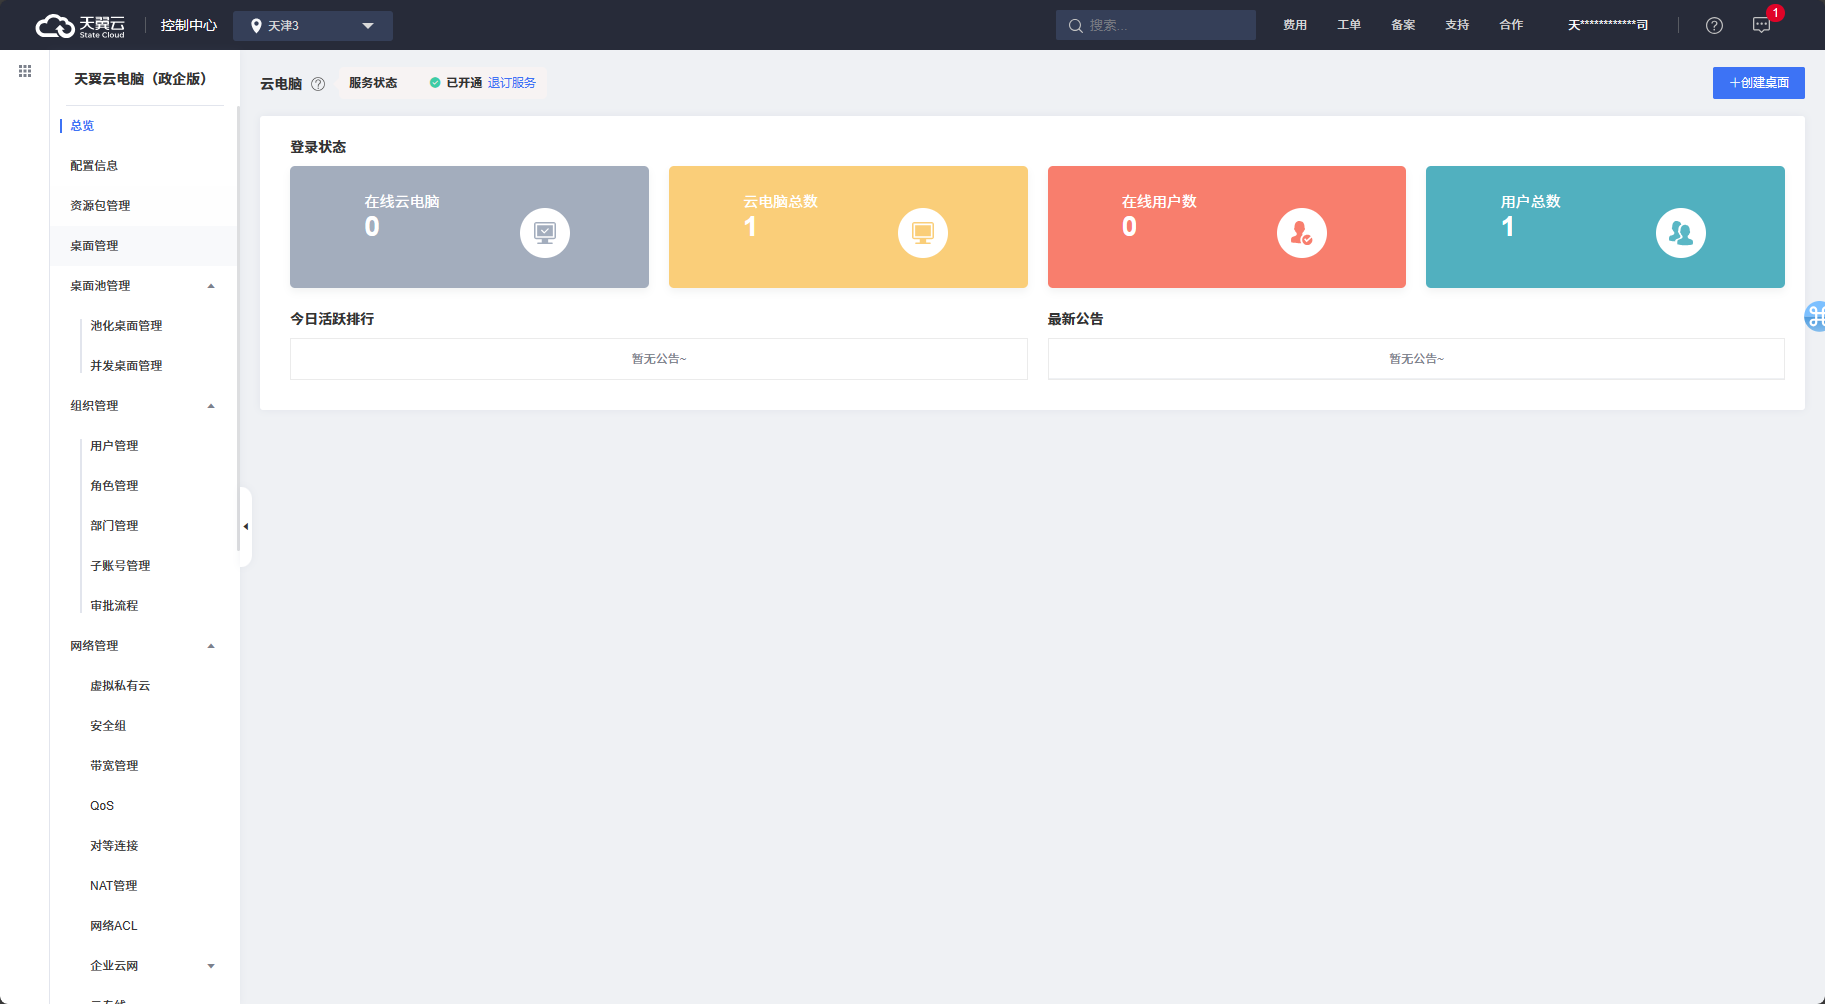 天翼云
State Cloud
控制中心
天津3
搜索...
费用
工单
备案
支持
合作
天************司
1
天翼云电脑（政企版）
总览
配置信息
资源包管理
桌面管理
桌面池管理
池化桌面管理
并发桌面管理
组织管理
用户管理
角色管理
部门管理
子账号管理
审批流程
网络管理
虚拟私有云
安全组
带宽管理
QoS
对等连接
NAT管理
网络ACL
企业云网
云电脑
服务状态
已开通 退订服务
+创建桌面
登录状态
在线云电脑
0
云电脑总数
1
在线用户数
0
用户总数
1
今日活跃排行
暂无公告~
最新公告
暂无公告~